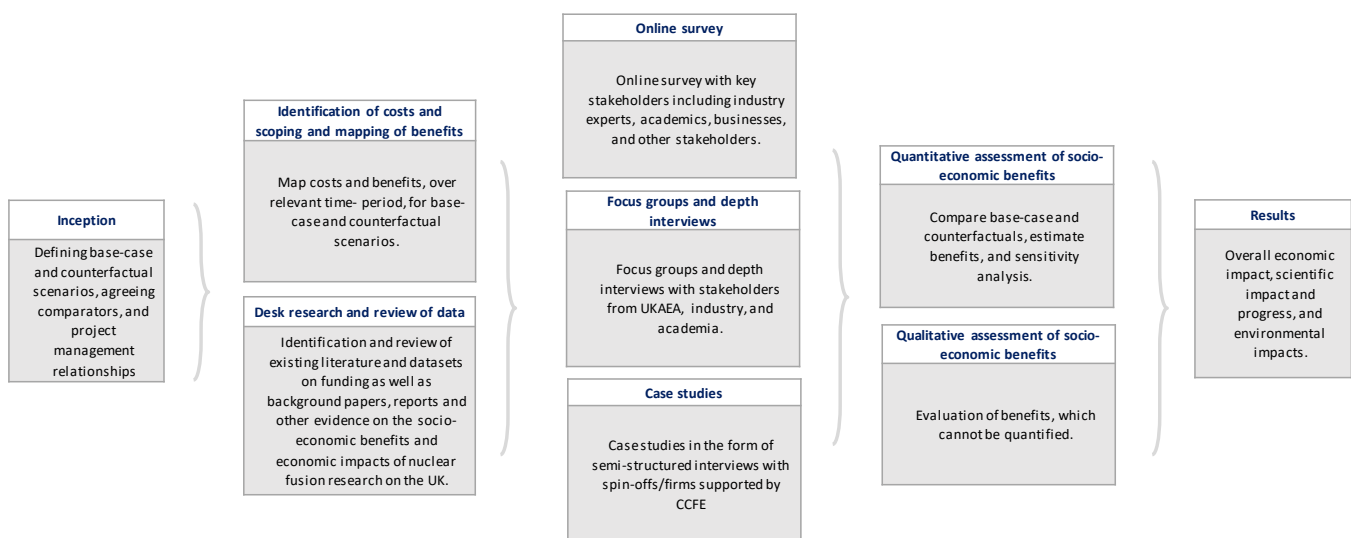 Inception
Defining base-case
and counterfactual
scenarios, agreeing
comparators, and
project
management
relationships
Identification of costs and
scoping and mapping of benefits
Map costs and benefits, over
relevant time- period, for base-
case and counterfactual
scenarios.
Desk research and review of data
Identification and review of
existing literature and datasets
on funding as well as
background papers, reports and
other evidence on the socio-
economic benefits and
economic impacts of nuclear
fusion research on the UK.
Online survey
Online survey with key
stakeholders including industry
experts, academics, businesses,
and other stakeholders.
Focus groups and depth
interviews
Focus groups and depth
interviews with stakeholders
from UKAEA, industry, and
academia.
Case studies
Case studies in the form of
semi-structured interviews with
spin-offs/firms supported by
CCFE
Quantitative assessment of socio-
economic benefits
Compare base-case and
counterfactuals, estimate
benefits, and sensitivity
analysis.
Qualitative assessment of socio-
economic benefits
Evaluation of benefits, which
cannot be quantified.
Results
Overall economic
impact, scientific
impact and
progress, and
environmental
impacts.